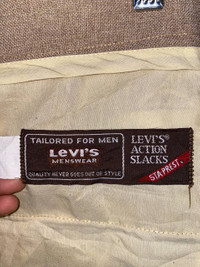 TAILORED FOR MEN
Levi's
MENSWEAR
QUALITY NEVER GOES OUT OF STYLE
LEVI'S®
ACTION
SLACKS
STA-PREST®